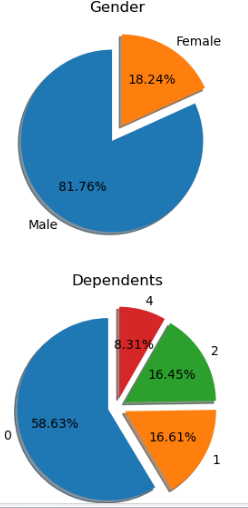 Gender
Female
18.24%
81.76%
Male
Dependents
4
8.31%
2
16.45%
58.63%
0
16.61%
1